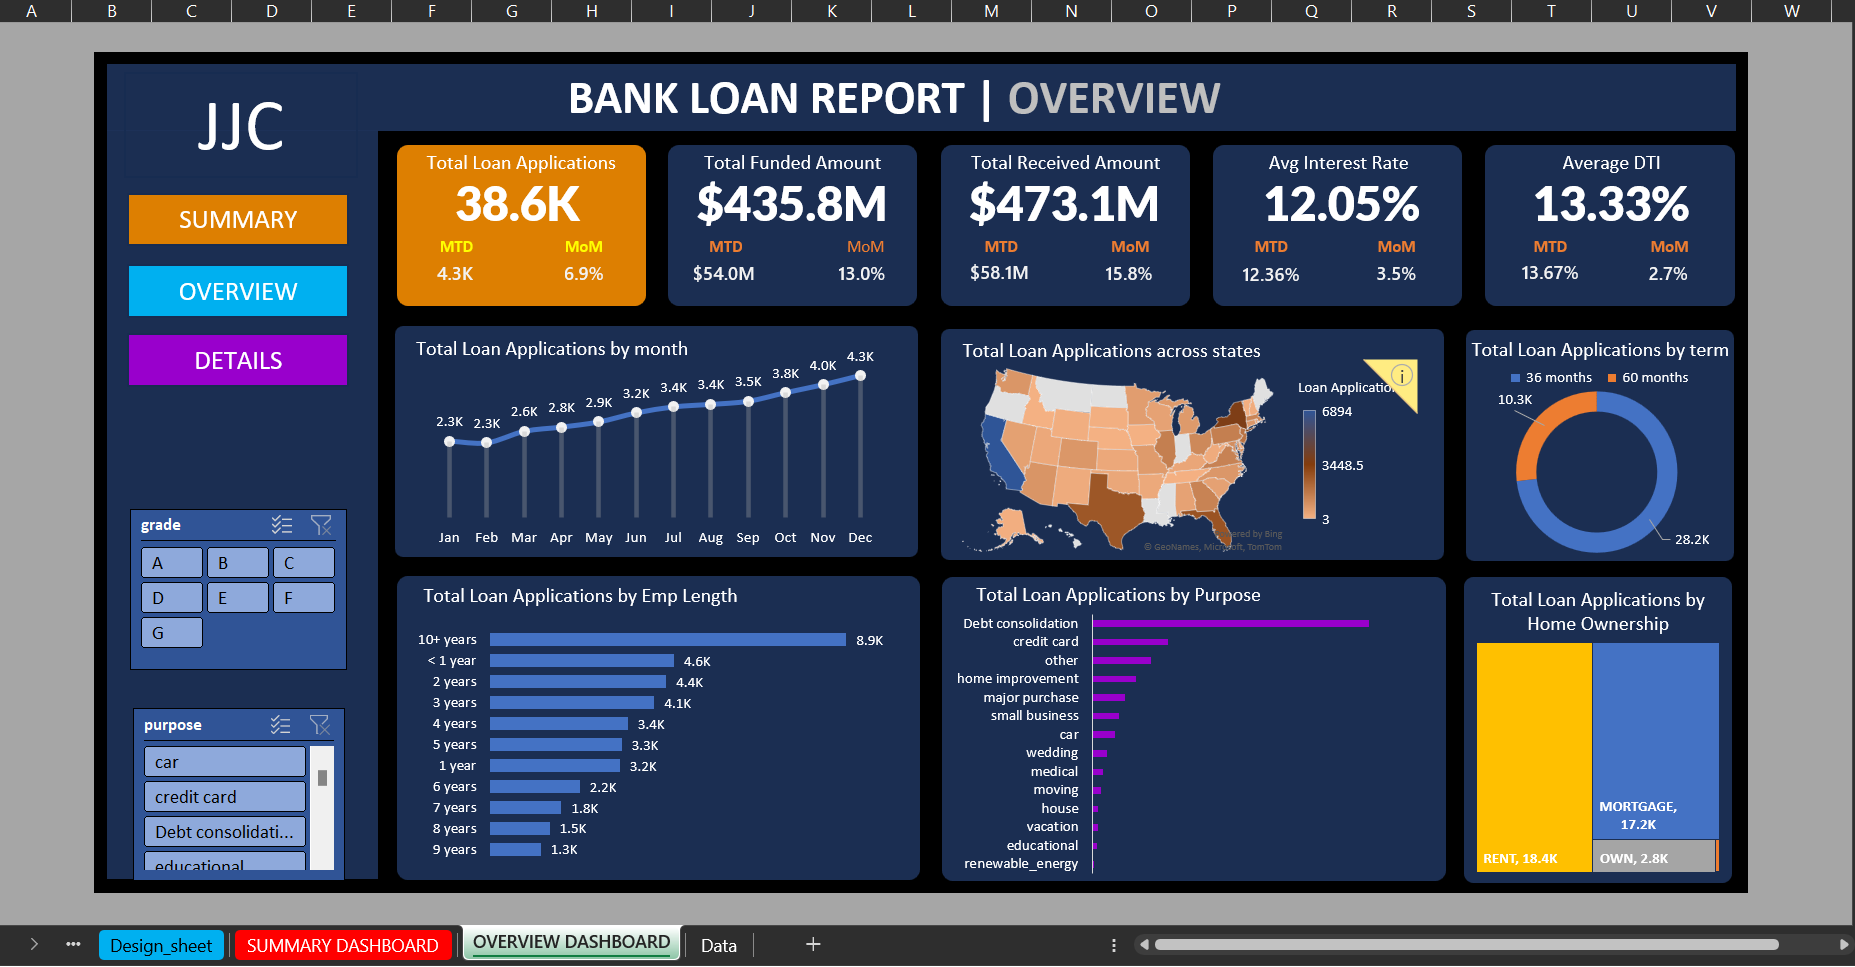 A B C D E F G H I J K L M N O P Q R S T U V W
JJC
BANK LOAN REPORT | OVERVIEW
SUMMARY
OVERVIEW
DETAILS
Total Loan Applications
38.6K
MTD MoM
4.3K 6.9%
Total Funded Amount
$435.8M
MTD MoM
$54.0M 13.0%
Total Received Amount
$473.1M
MTD MoM
$58.1M 15.8%
Avg Interest Rate
12.05%
MTD MoM
12.36% 3.5%
Average DTI
13.33%
MTD MoM
13.67% 2.7%
Total Loan Applications by month
2.3K 2.3K 2.6K 2.8K 2.9K 3.2K 3.4K 3.4K 3.5K 3.8K 4.0K 4.3K
Jan Feb Mar Apr May Jun Jul Aug Sep Oct Nov Dec
Total Loan Applications across states
Loan Applicatio
6894
3448.5
3
ered by Bing
© GeoNames, Microsoft, TomTom
Total Loan Applications by term
36 months 60 months
10.3K
28.2K
grade
A B C
D E F
G
purpose
car
credit card
Debt consolidati...
educational
Total Loan Applications by Emp Length
10+ years 8.9K
< 1 year 4.6K
2 years 4.4K
3 years 4.1K
4 years 3.4K
5 years 3.3K
1 year 3.2K
6 years 2.2K
7 years 1.8K
8 years 1.5K
9 years 1.3K
Total Loan Applications by Purpose
Debt consolidation
credit card
other
home improvement
major purchase
small business
car
wedding
medical
moving
house
vacation
educational
renewable_energy
Total Loan Applications by
Home Ownership
MORTGAGE,
17.2K
RENT, 18.4K
OWN, 2.8K
Design_sheet SUMMARY DASHBOARD OVERVIEW DASHBOARD Data